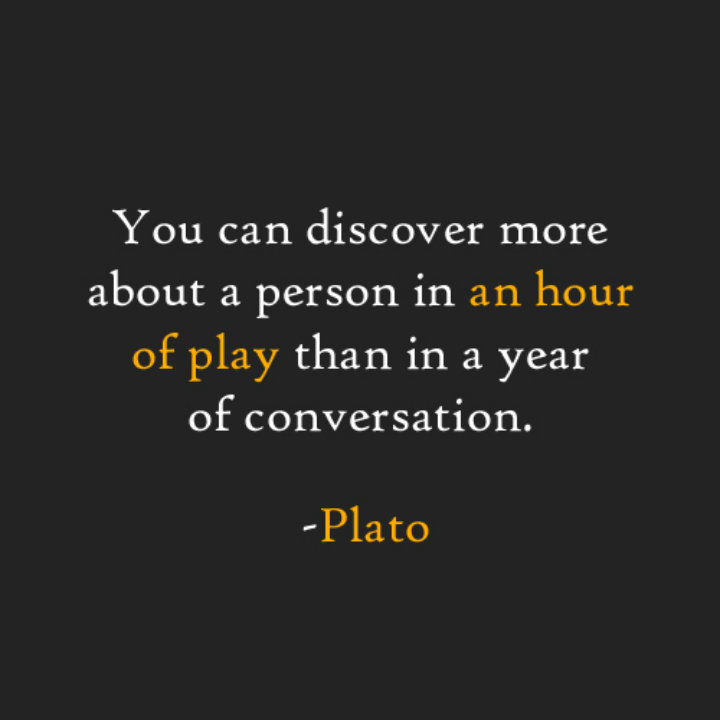 You can discover more
about a person in an hour
of play than in a year
of conversation.
-Plato